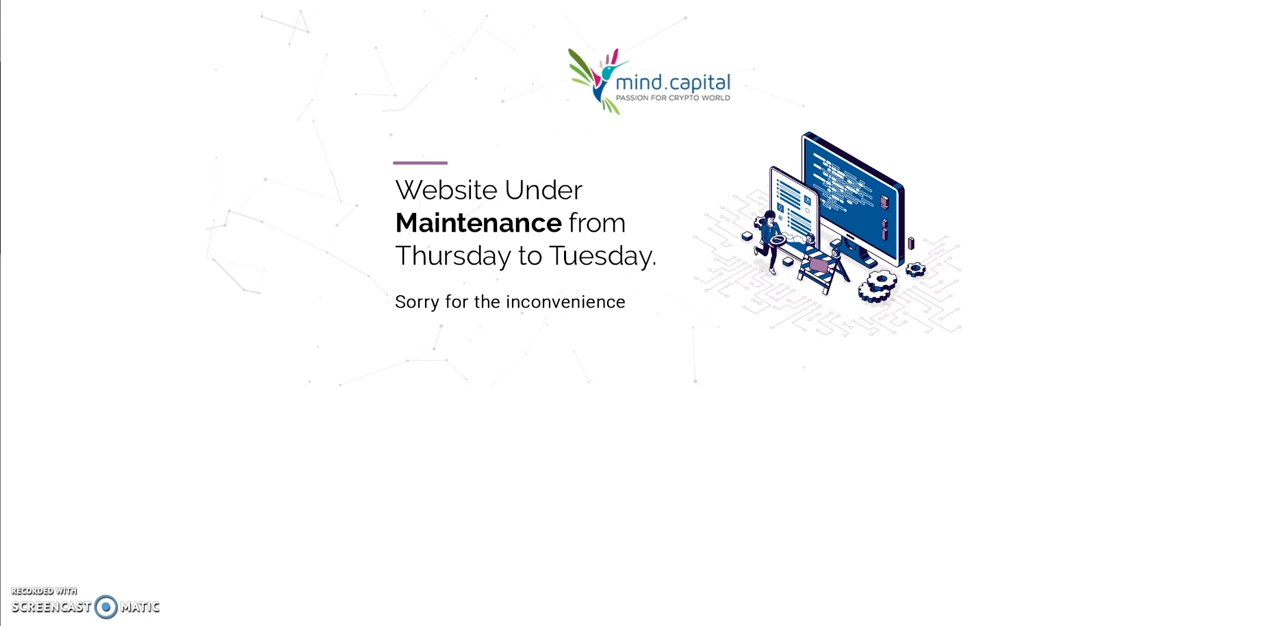 mind.capital
PASSION FOR CRYPTO WORLD
Website Under
Maintenance from
Thursday to Tuesday.
Sorry for the inconvenience
RECORDED WITH
SCREENCAST MATIC